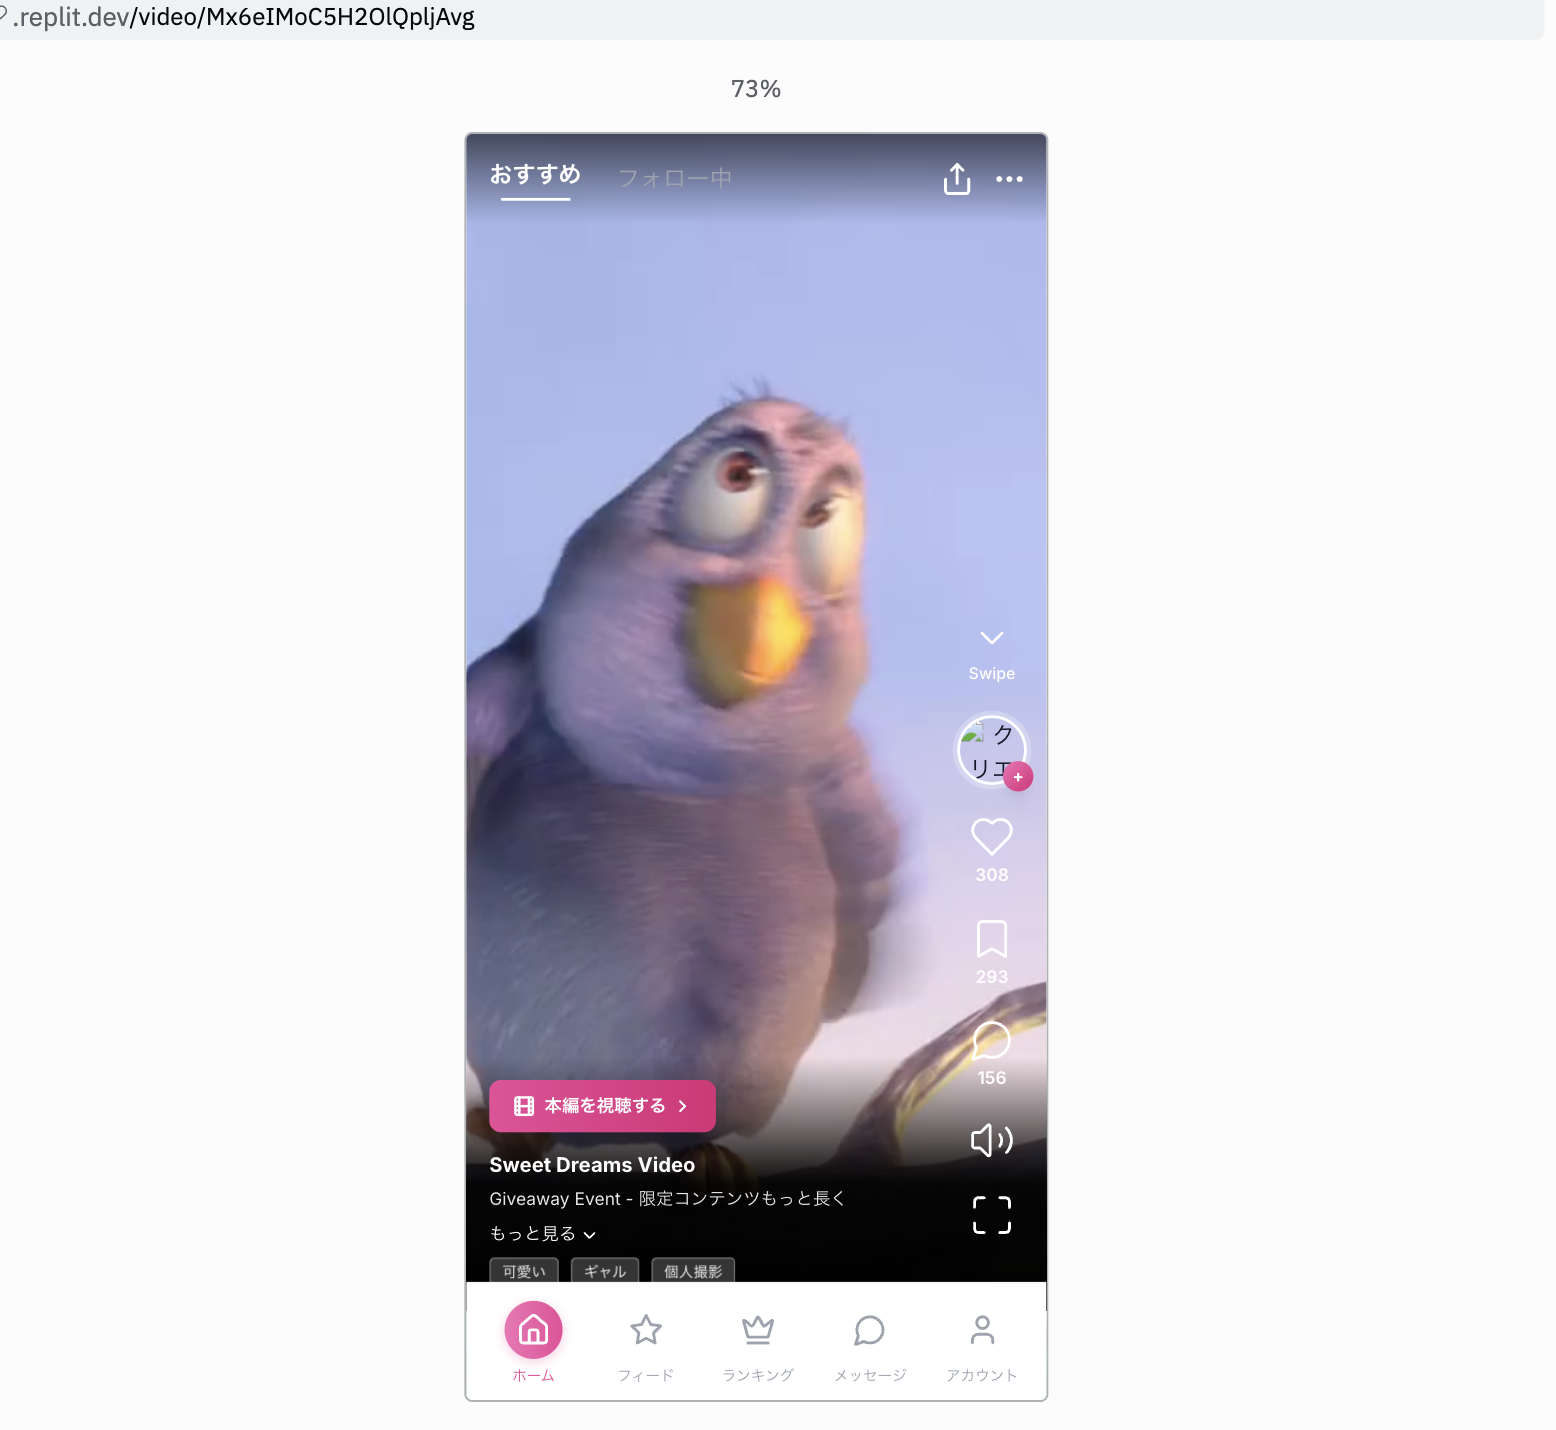 .replit.dev/video/Mx6eIMoC5H2OlQpljAvg
73%
おすすめ フォロー中
Swipe
ク
リエ
308
293
156
本編を視聴する
Sweet Dreams Video
Giveaway Event - 限定コンテンツもっと長く
もっと見る
可愛い ギャル 個人撮影
ホーム フィード ランキング メッセージ アカウント